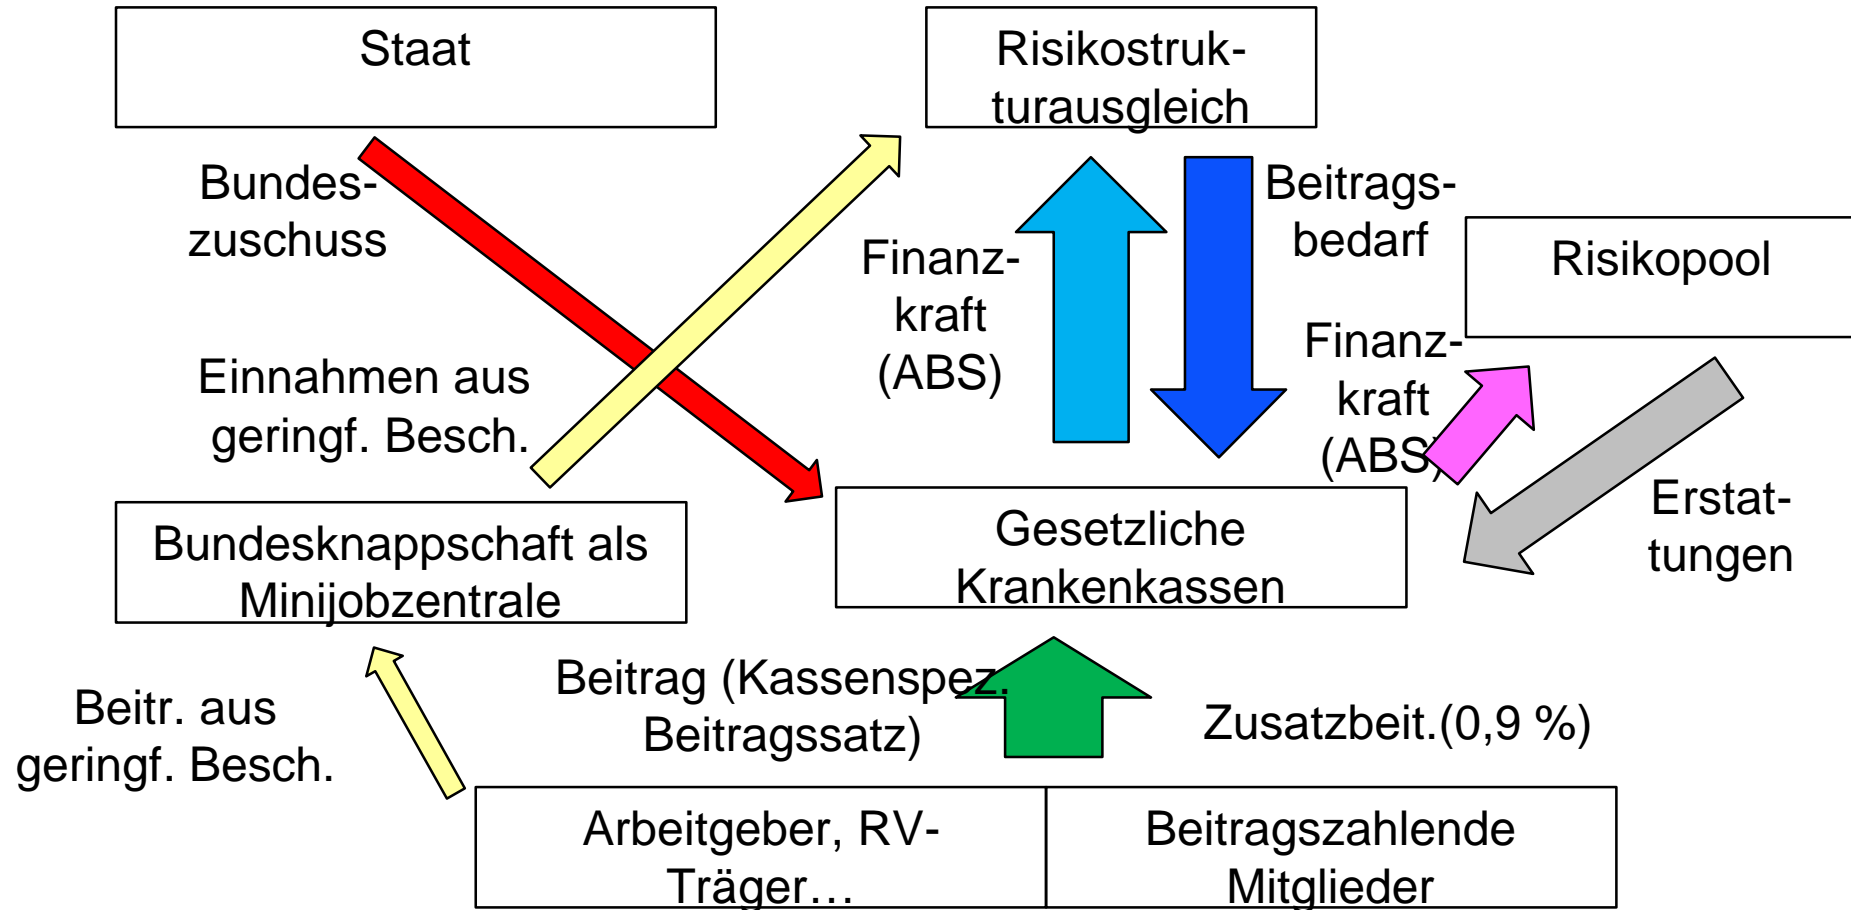 Staat
Risikostruk-
turausgleich
Bundes-
zuschuss
Beitrags-
bedarf
Finanz-
kraft
(ABS)
Risikopool
Finanz-
kraft
(ABS)
Einnahmen aus
geringf. Besch.
Erstat-
tungen
Bundesknappschaft als
Minijobzentrale
Gesetzliche
Krankenkassen
Beitr. aus
geringf. Besch.
Beitrag (Kassenspez.
Beitragssatz)
Zusatzbeit.(0,9 %)
Arbeitgeber, RV-
Träger…
Beitragszahlende
Mitglieder